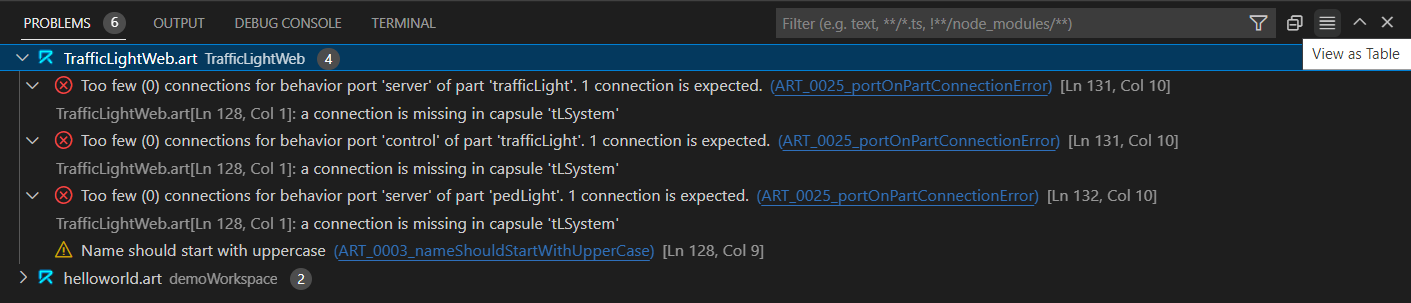 PROBLEMS 6 OUTPUT DEBUG CONSOLE TERMINAL Filter (e.g. text, **/*.ts, !**/node_modules/**)
View as Table
TrafficLightWeb.art TrafficLightWeb 4
Too few (0) connections for behavior port 'server' of part 'trafficLight'. 1 connection is expected. (ART_0025_portOnPartConnectionError) [Ln 131, Col 10]
TrafficLightWeb.art[Ln 128, Col 1]: a connection is missing in capsule 'tLSystem'
Too few (0) connections for behavior port 'control' of part 'trafficLight'. 1 connection is expected. (ART_0025_portOnPartConnectionError) [Ln 131, Col 10]
TrafficLightWeb.art[Ln 128, Col 1]: a connection is missing in capsule 'tLSystem'
Too few (0) connections for behavior port 'server' of part 'pedLight'. 1 connection is expected. (ART_0025_portOnPartConnectionError) [Ln 132, Col 10]
TrafficLightWeb.art[Ln 128, Col 1]: a connection is missing in capsule 'tLSystem'
Name should start with uppercase (ART_0003_nameShouldStartWithUpperCase) [Ln 128, Col 9]
helloworld.art demoWorkspace 2